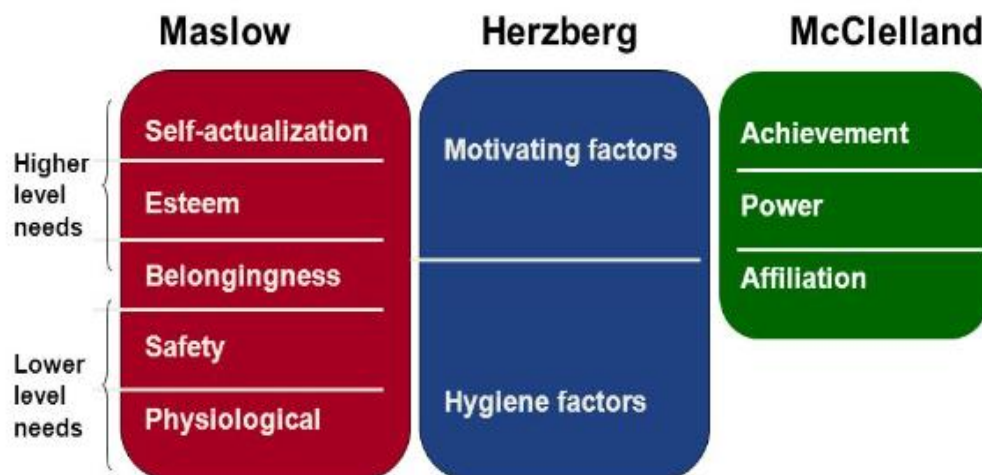 Maslow
Herzberg
McClelland
Higher
level
needs
Lower
level
needs
Self-actualization
Esteem
Belongingness
Safety
Physiological
Motivating factors
Hygiene factors
Achievement
Power
Affiliation